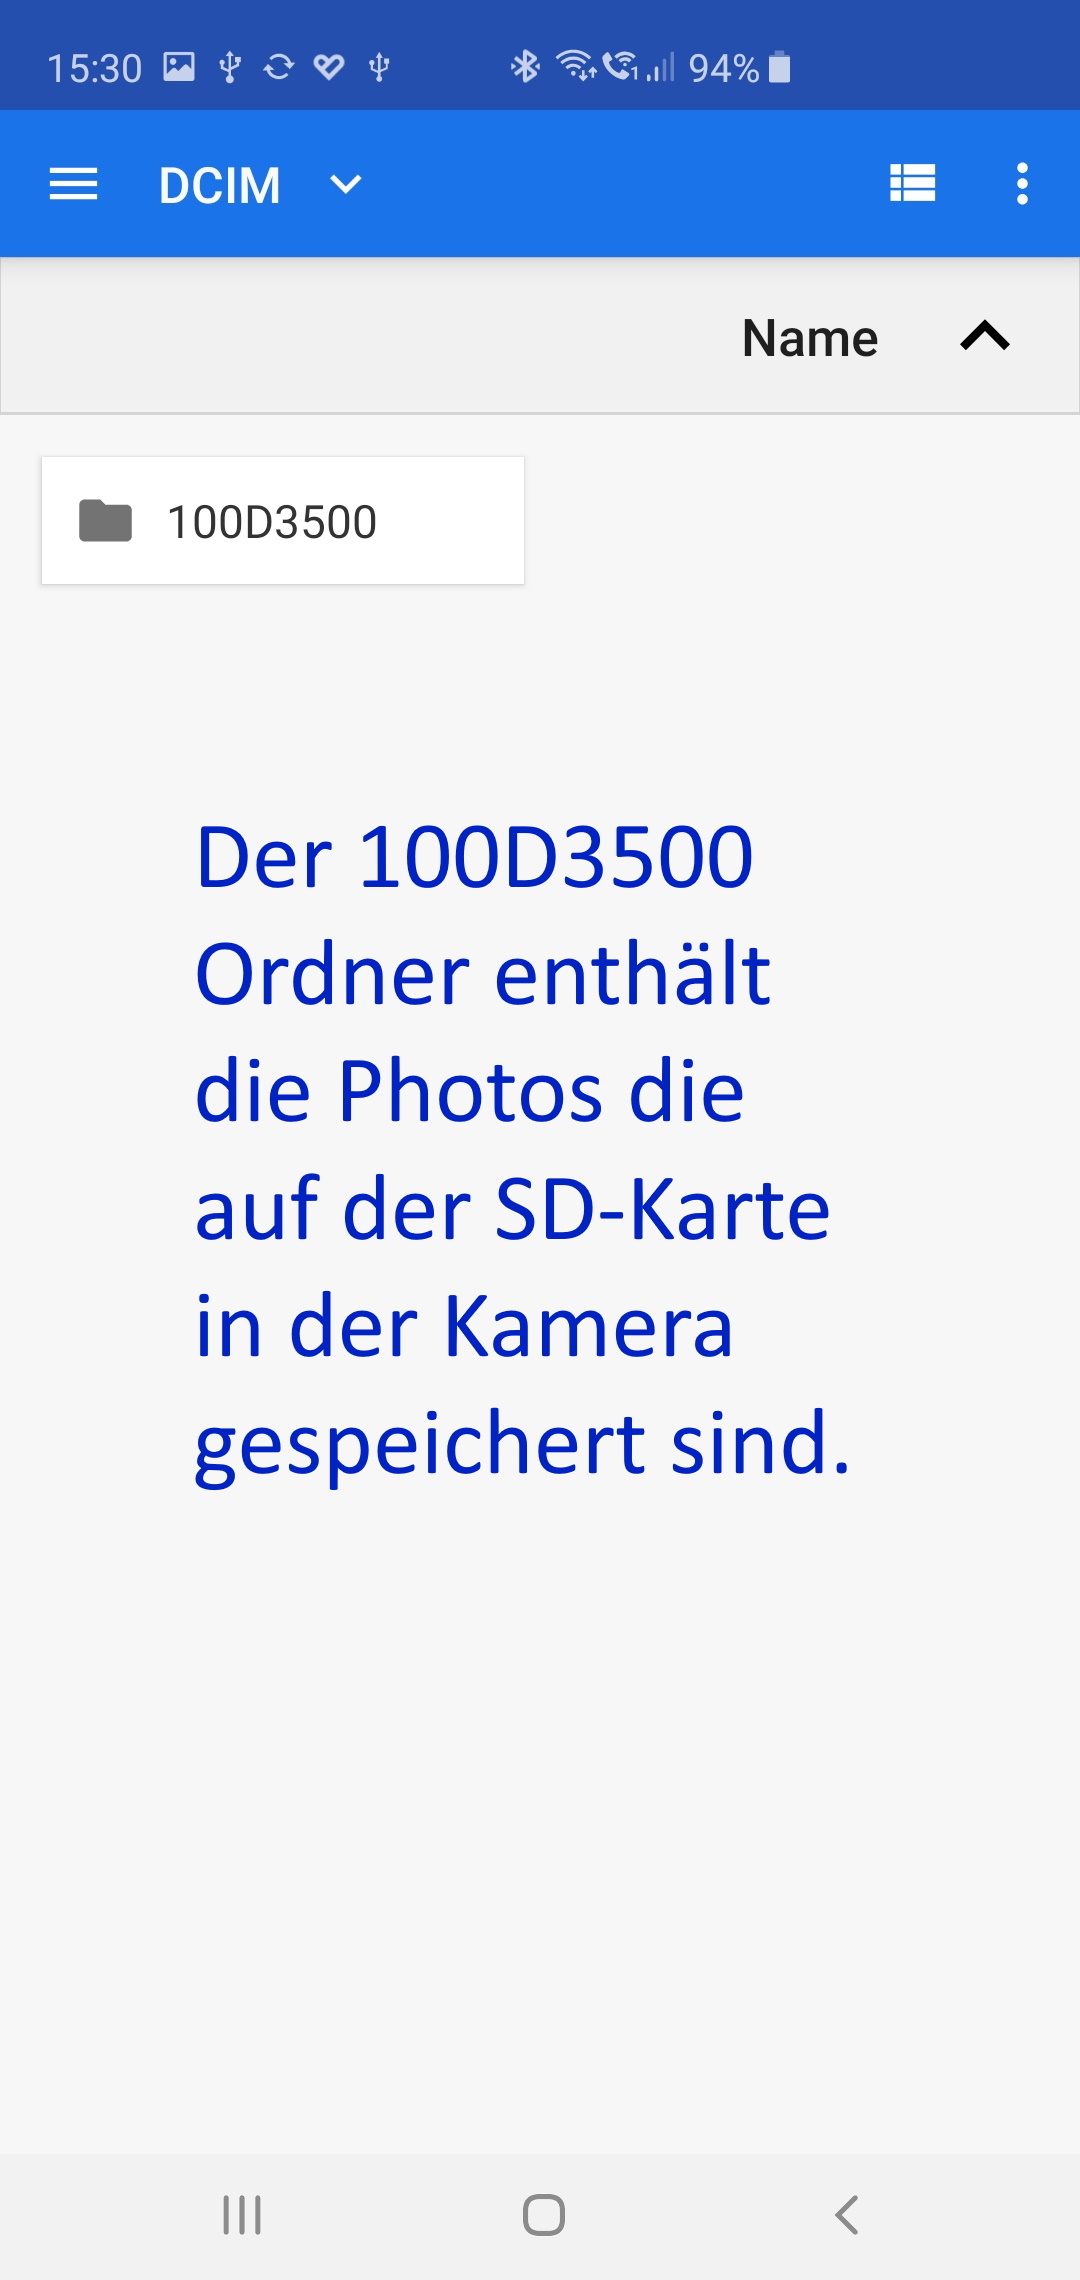 15:30 94%
DCIM
Name
100D3500
Der 100D3500
Ordner enthält
die Photos die
auf der SD-Karte
in der Kamera
gespeichert sind.